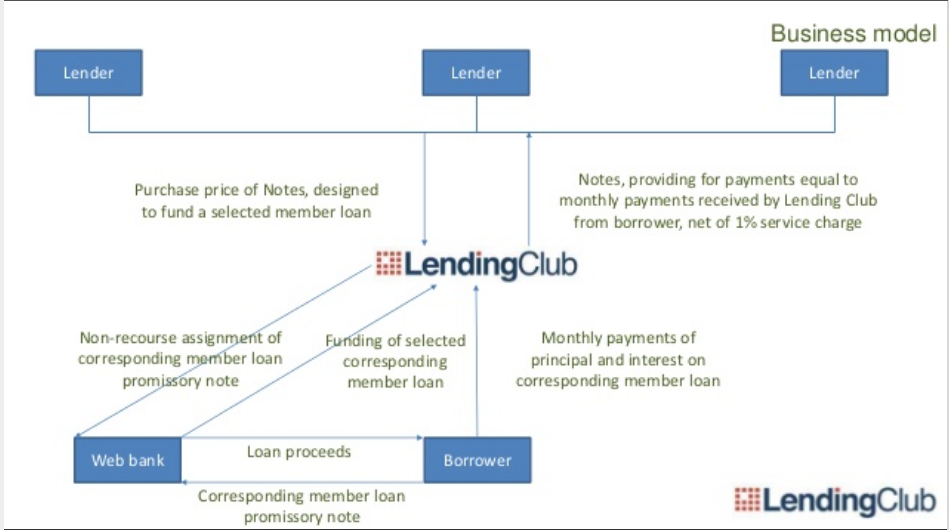 Business model
Lender
Lender
Lender
Purchase price of Notes, designed
to fund a selected member loan
Notes, providing for payments equal to
monthly payments received by Lending Club
from borrower, net of 1% service charge
LendingClub
Non-recourse assignment of
corresponding member loan
promissory note
Funding of selected
corresponding
member loan
Monthly payments of
principal and interest on
corresponding member loan
Web bank
Loan proceeds
Borrower
Corresponding member loan
promissory note
LendingClub